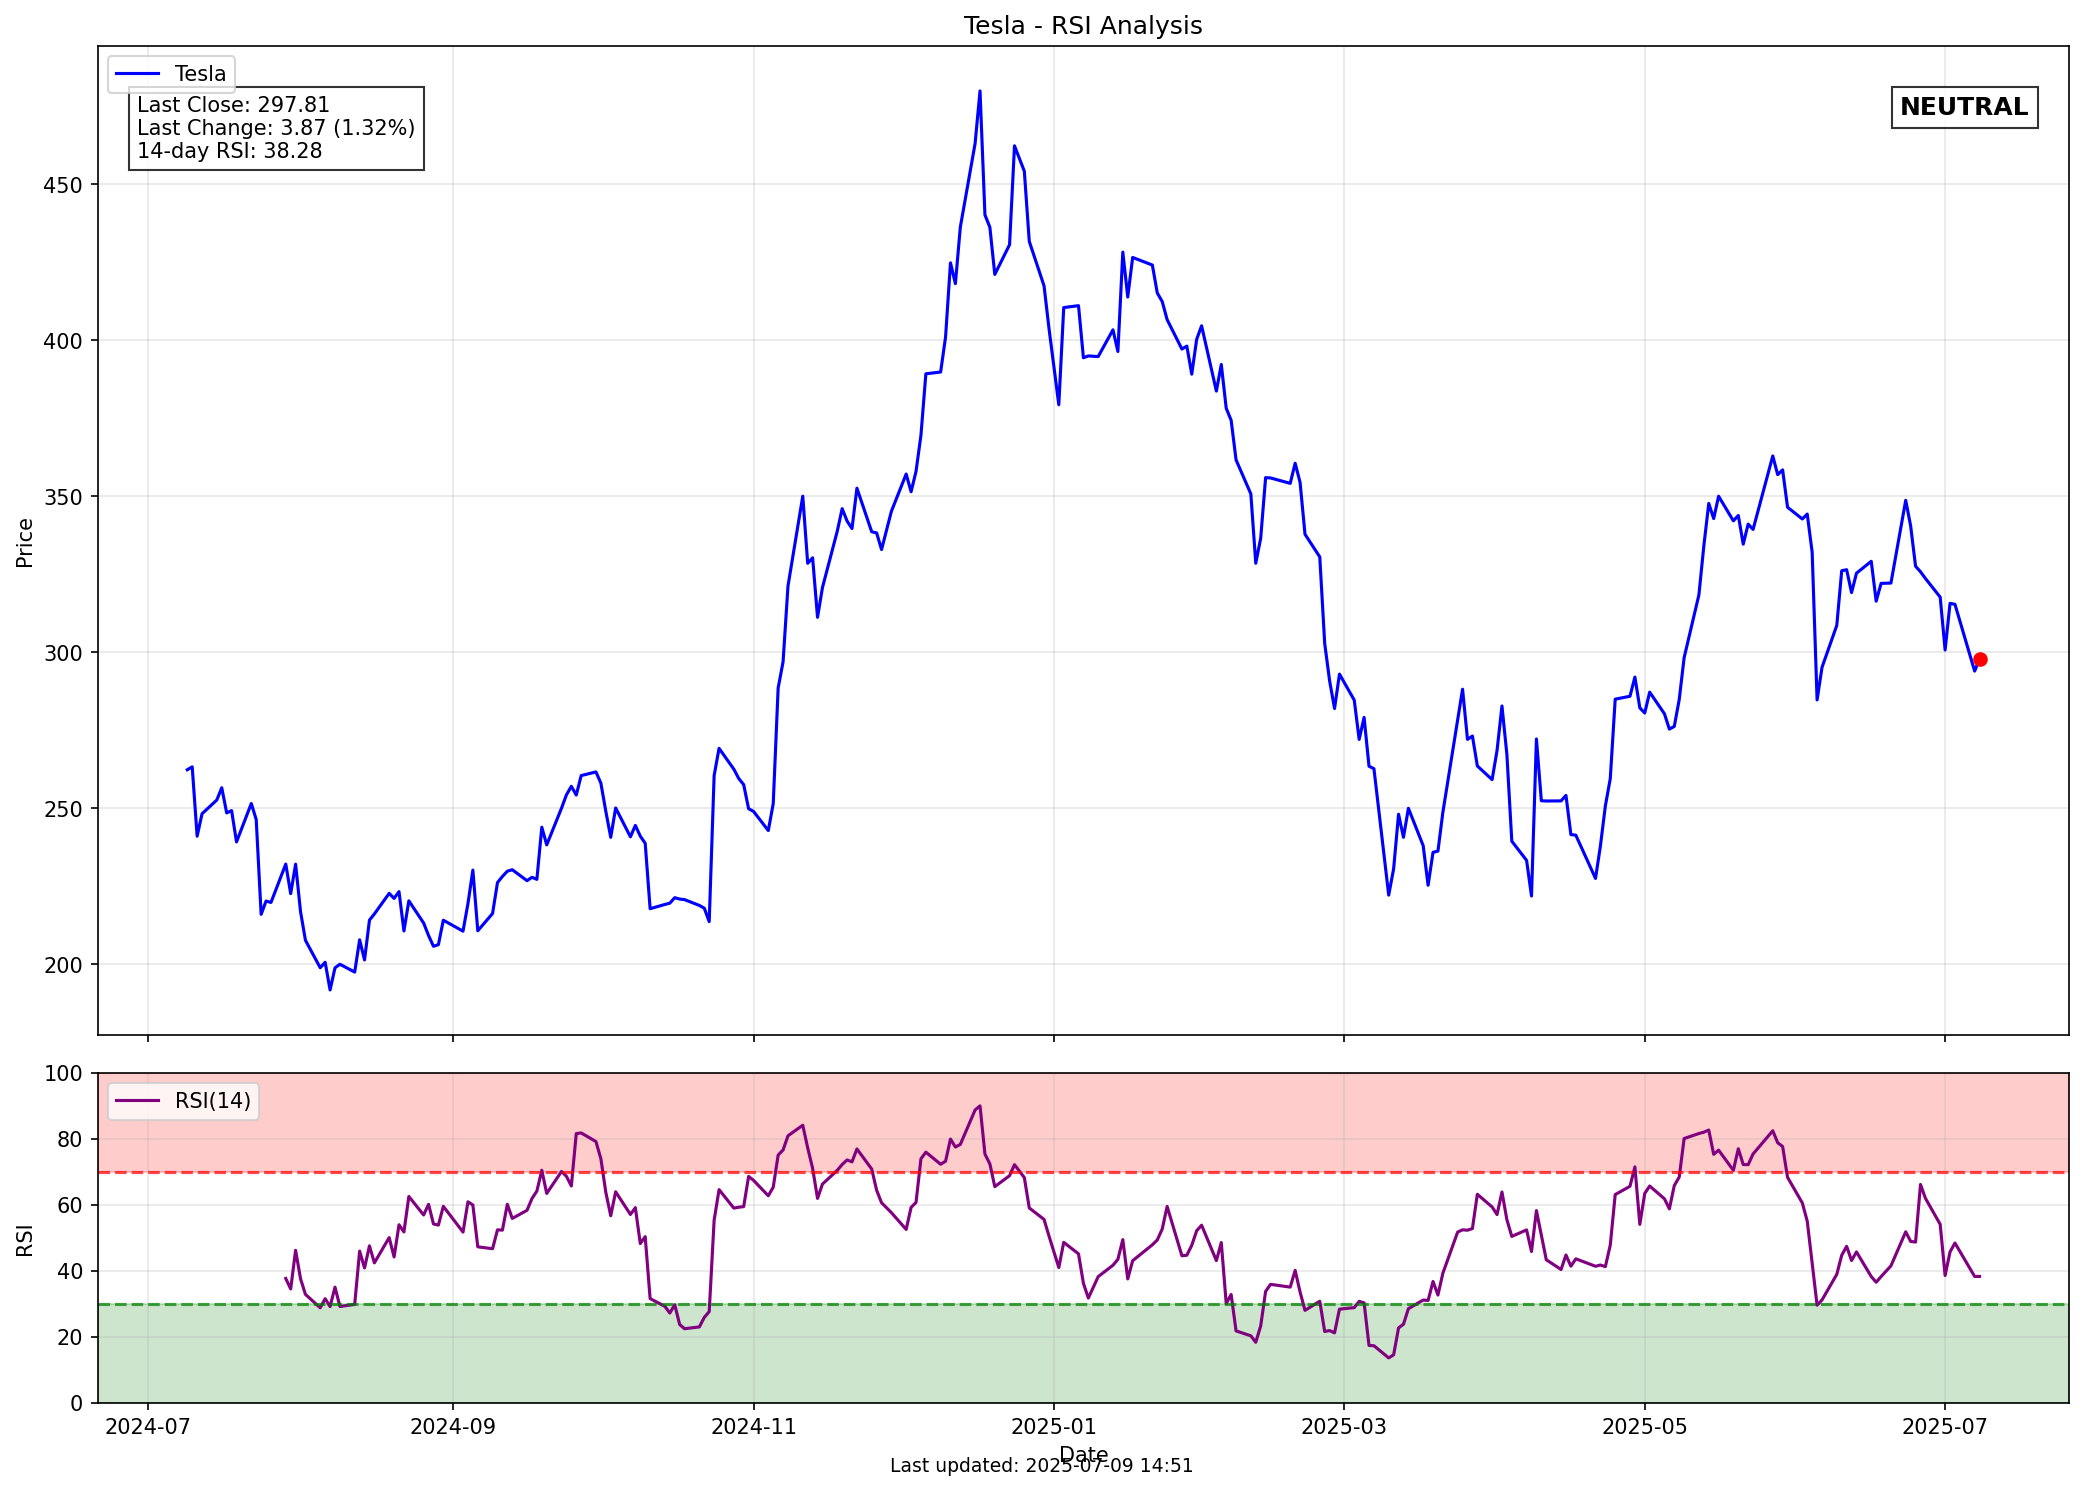 Tesla - RSI Analysis
Tesla
Last Close: 297.81
Last Change: 3.87 (1.32%)
14-day RSI: 38.28
NEUTRAL
Price
450
400
350
300
250
200
RSI(14)
RSI
100
80
60
40
20
0
2024-07
2024-09
2024-11
2025-01
2025-03
2025-05
2025-07
Date
Last updated: 2025-07-09 14:51